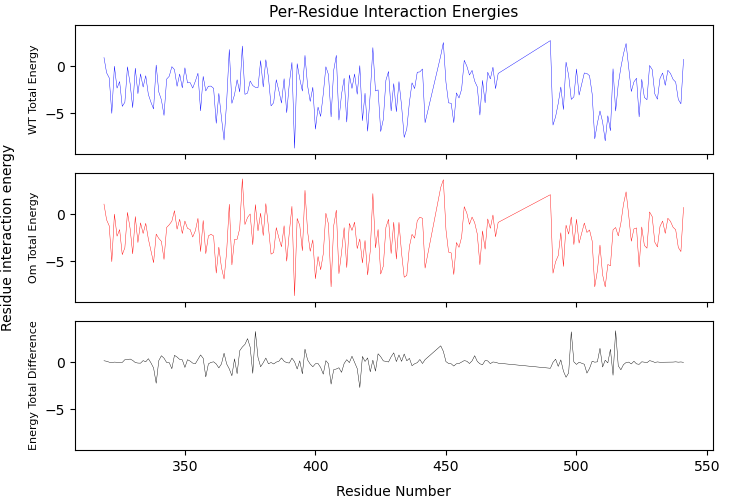 Per-Residue Interaction Energies
Residue interaction energy
WT Total Energy
0
−5
Om Total Energy
0
−5
Energy Total Difference
0
−5
350 400 450 500 550
Residue Number